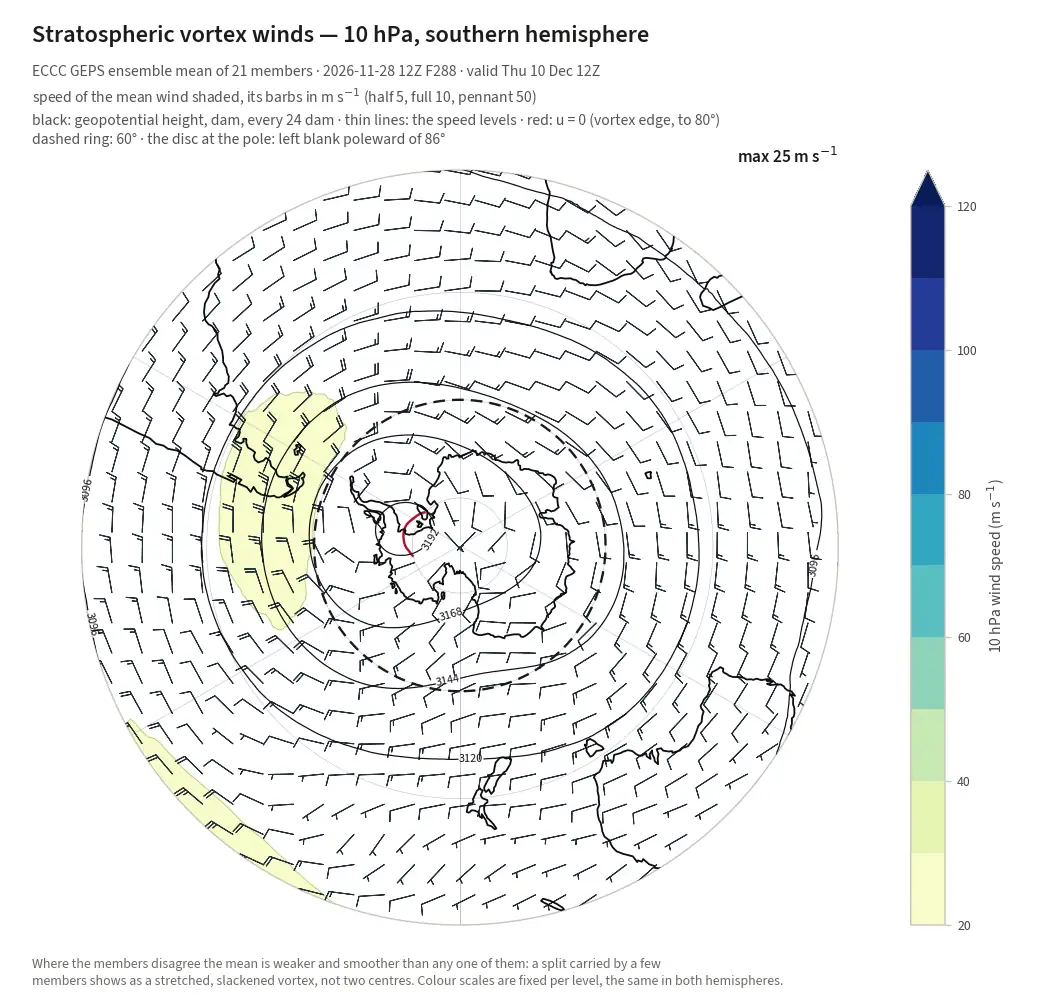 Stratospheric vortex winds — 10 hPa, southern hemisphere
ECCC GEPS ensemble mean of 21 members · 2026-11-28 12Z F288 · valid Thu 10 Dec 12Z
speed of the mean wind shaded, its barbs in m s⁻¹ (half 5, full 10, pennant 50)
black: geopotential height, dam, every 24 dam · thin lines: the speed levels · red: u = 0 (vortex edge, to 80°)
dashed ring: 60° · the disc at the pole: left blank poleward of 86°
max 25 m s⁻¹
120
100
80
60
40
20
10 hPa wind speed (m s⁻¹)
3096
3192
3096
3096
3168
3144
3120
Where the members disagree the mean is weaker and smoother than any one of them: a split carried by a few
members shows as a stretched, slackened vortex, not two centres. Colour scales are fixed per level, the same in both hemispheres.